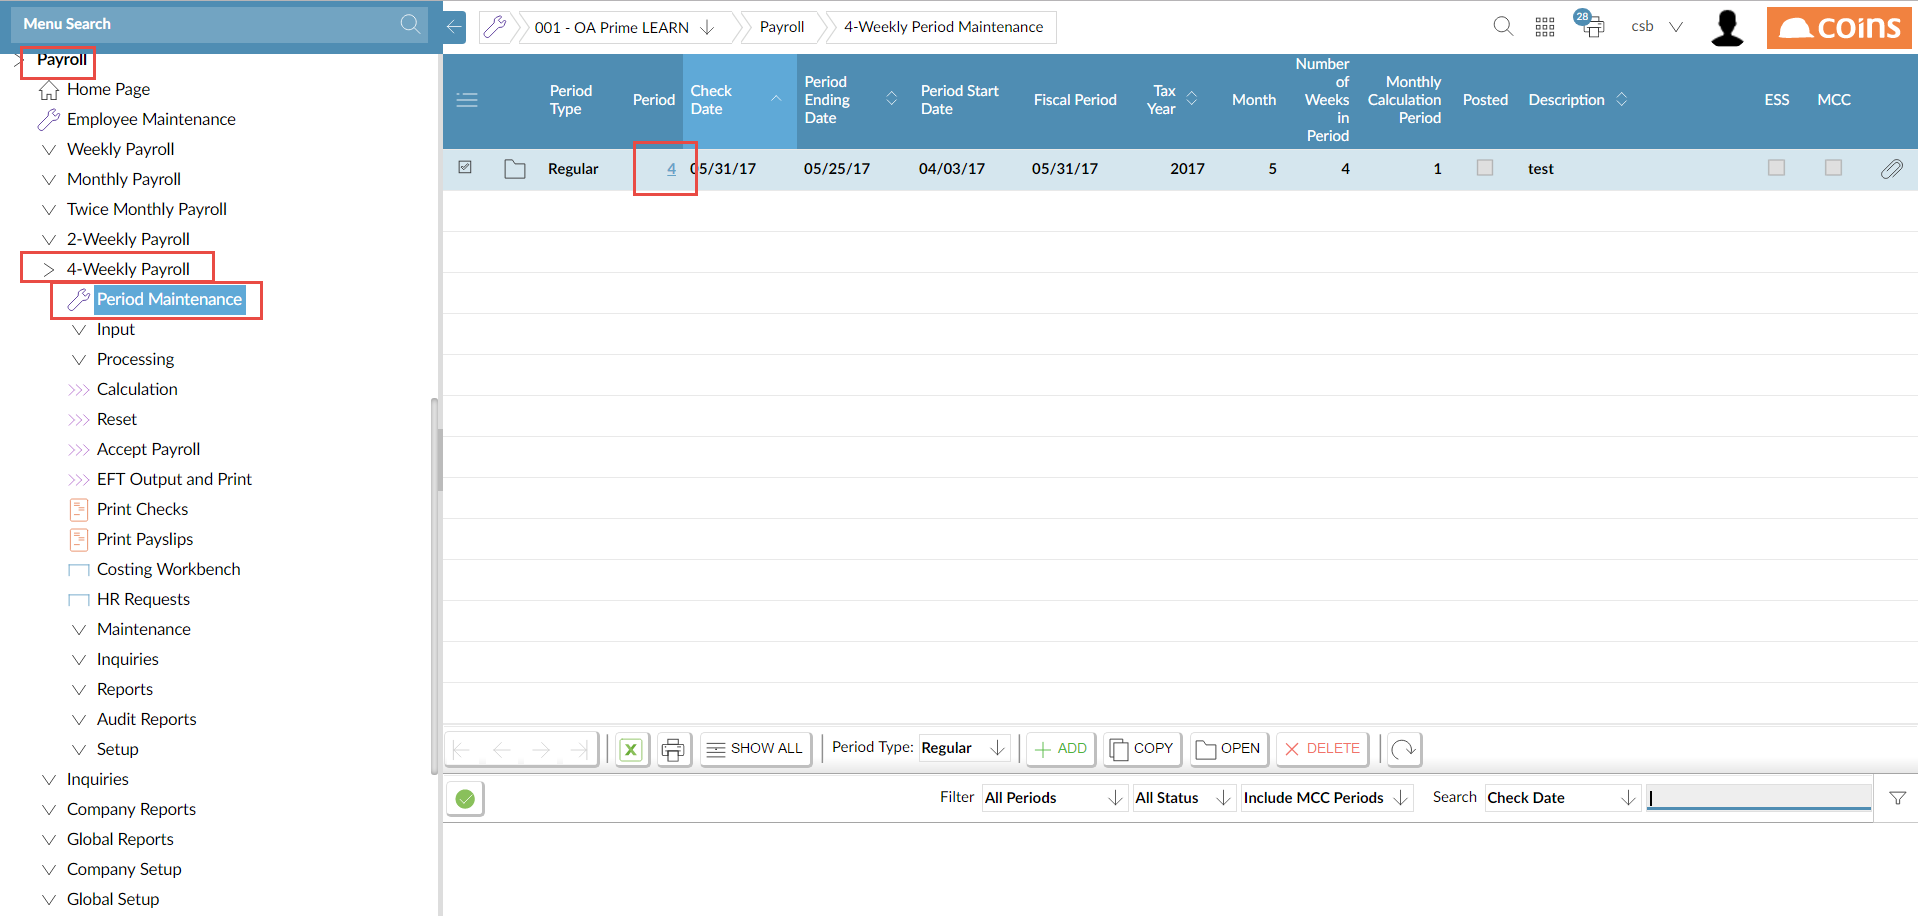 Menu Search
001 - OA Prime LEARN
Payroll
4-Weekly Period Maintenance
28
csb
coins
Payroll
Home Page
Employee Maintenance
Weekly Payroll
Monthly Payroll
Twice Monthly Payroll
2-Weekly Payroll
4-Weekly Payroll
Period Maintenance
Input
Processing
Calculation
Reset
Accept Payroll
EFT Output and Print
Print Checks
Print Payslips
Costing Workbench
HR Requests
Maintenance
Inquiries
Reports
Audit Reports
Setup
Inquiries
Company Reports
Global Reports
Company Setup
Global Setup
Period
Type
Period
Check
Date
Period
Ending
Date
Period Start
Date
Fiscal Period
Tax
Year
Month
Number
of
Weeks
in
Period
Monthly
Calculation
Period
Posted
Description
ESS
MCC
Regular 4 05/31/17 05/25/17 04/03/17 05/31/17 2017 5 4 1 test
X
SHOW ALL
Period Type: Regular
ADD
COPY
OPEN
DELETE
Filter All Periods All Status Include MCC Periods Search Check Date